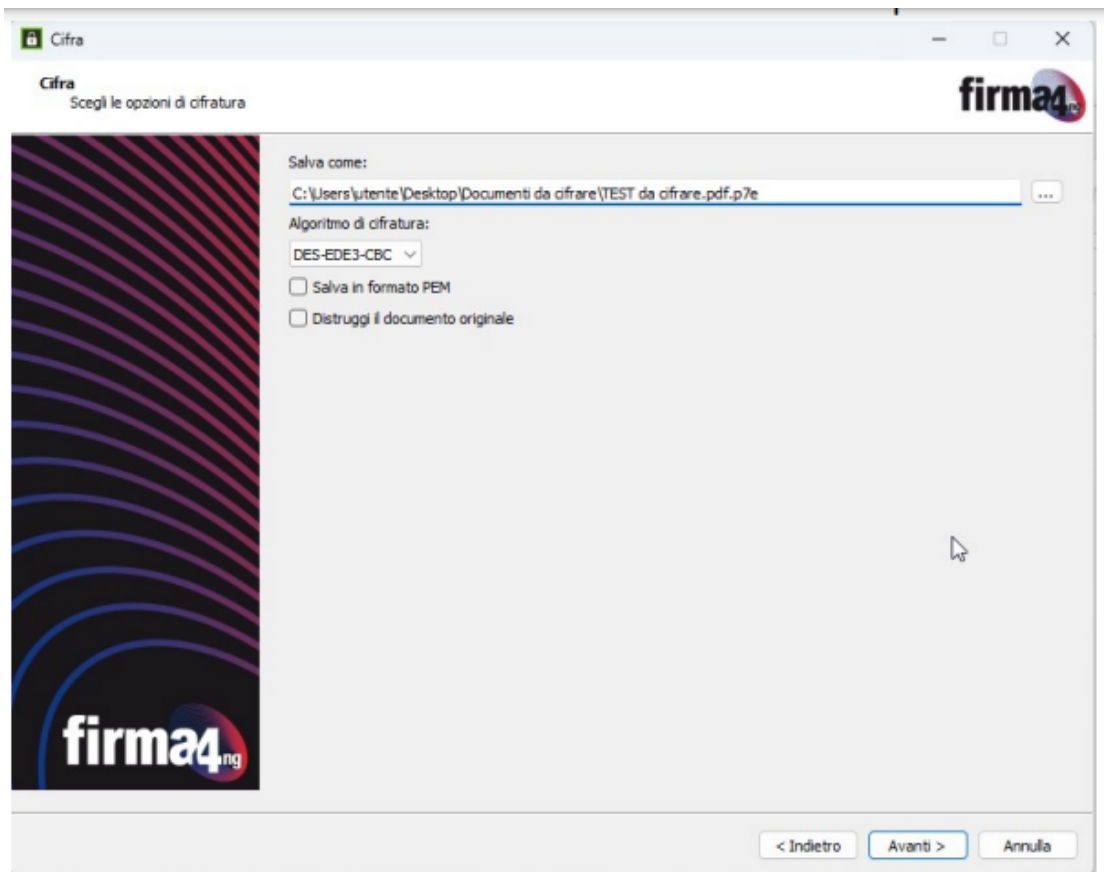 Cifra
Cifra
Scegli le opzioni di cifratura
firma4ng
Salva come:
C:\Users\utente\Desktop\Documenti da cifrare\TEST da cifrare.pdf.p7e
...
Algoritmo di cifratura:
DES-EDE3-CBC
Salva in formato PEM
Distruggi il documento originale
firma4ng
< Indietro
Avanti >
Annulla